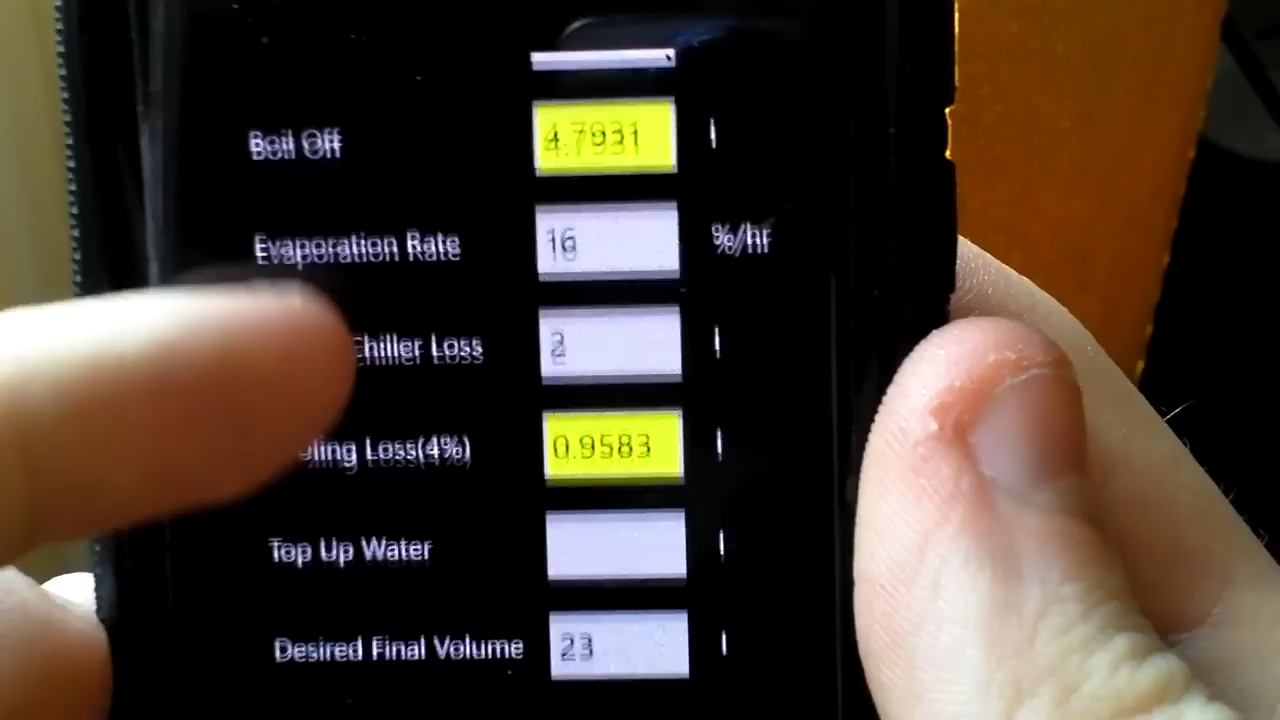 Boil Off 4.7931 l
Evaporation Rate 16 %/hr
Chiller Loss 2 l
Loss(4%) 0.9583 l
Top Up Water l
Desired Final Volume 23 l